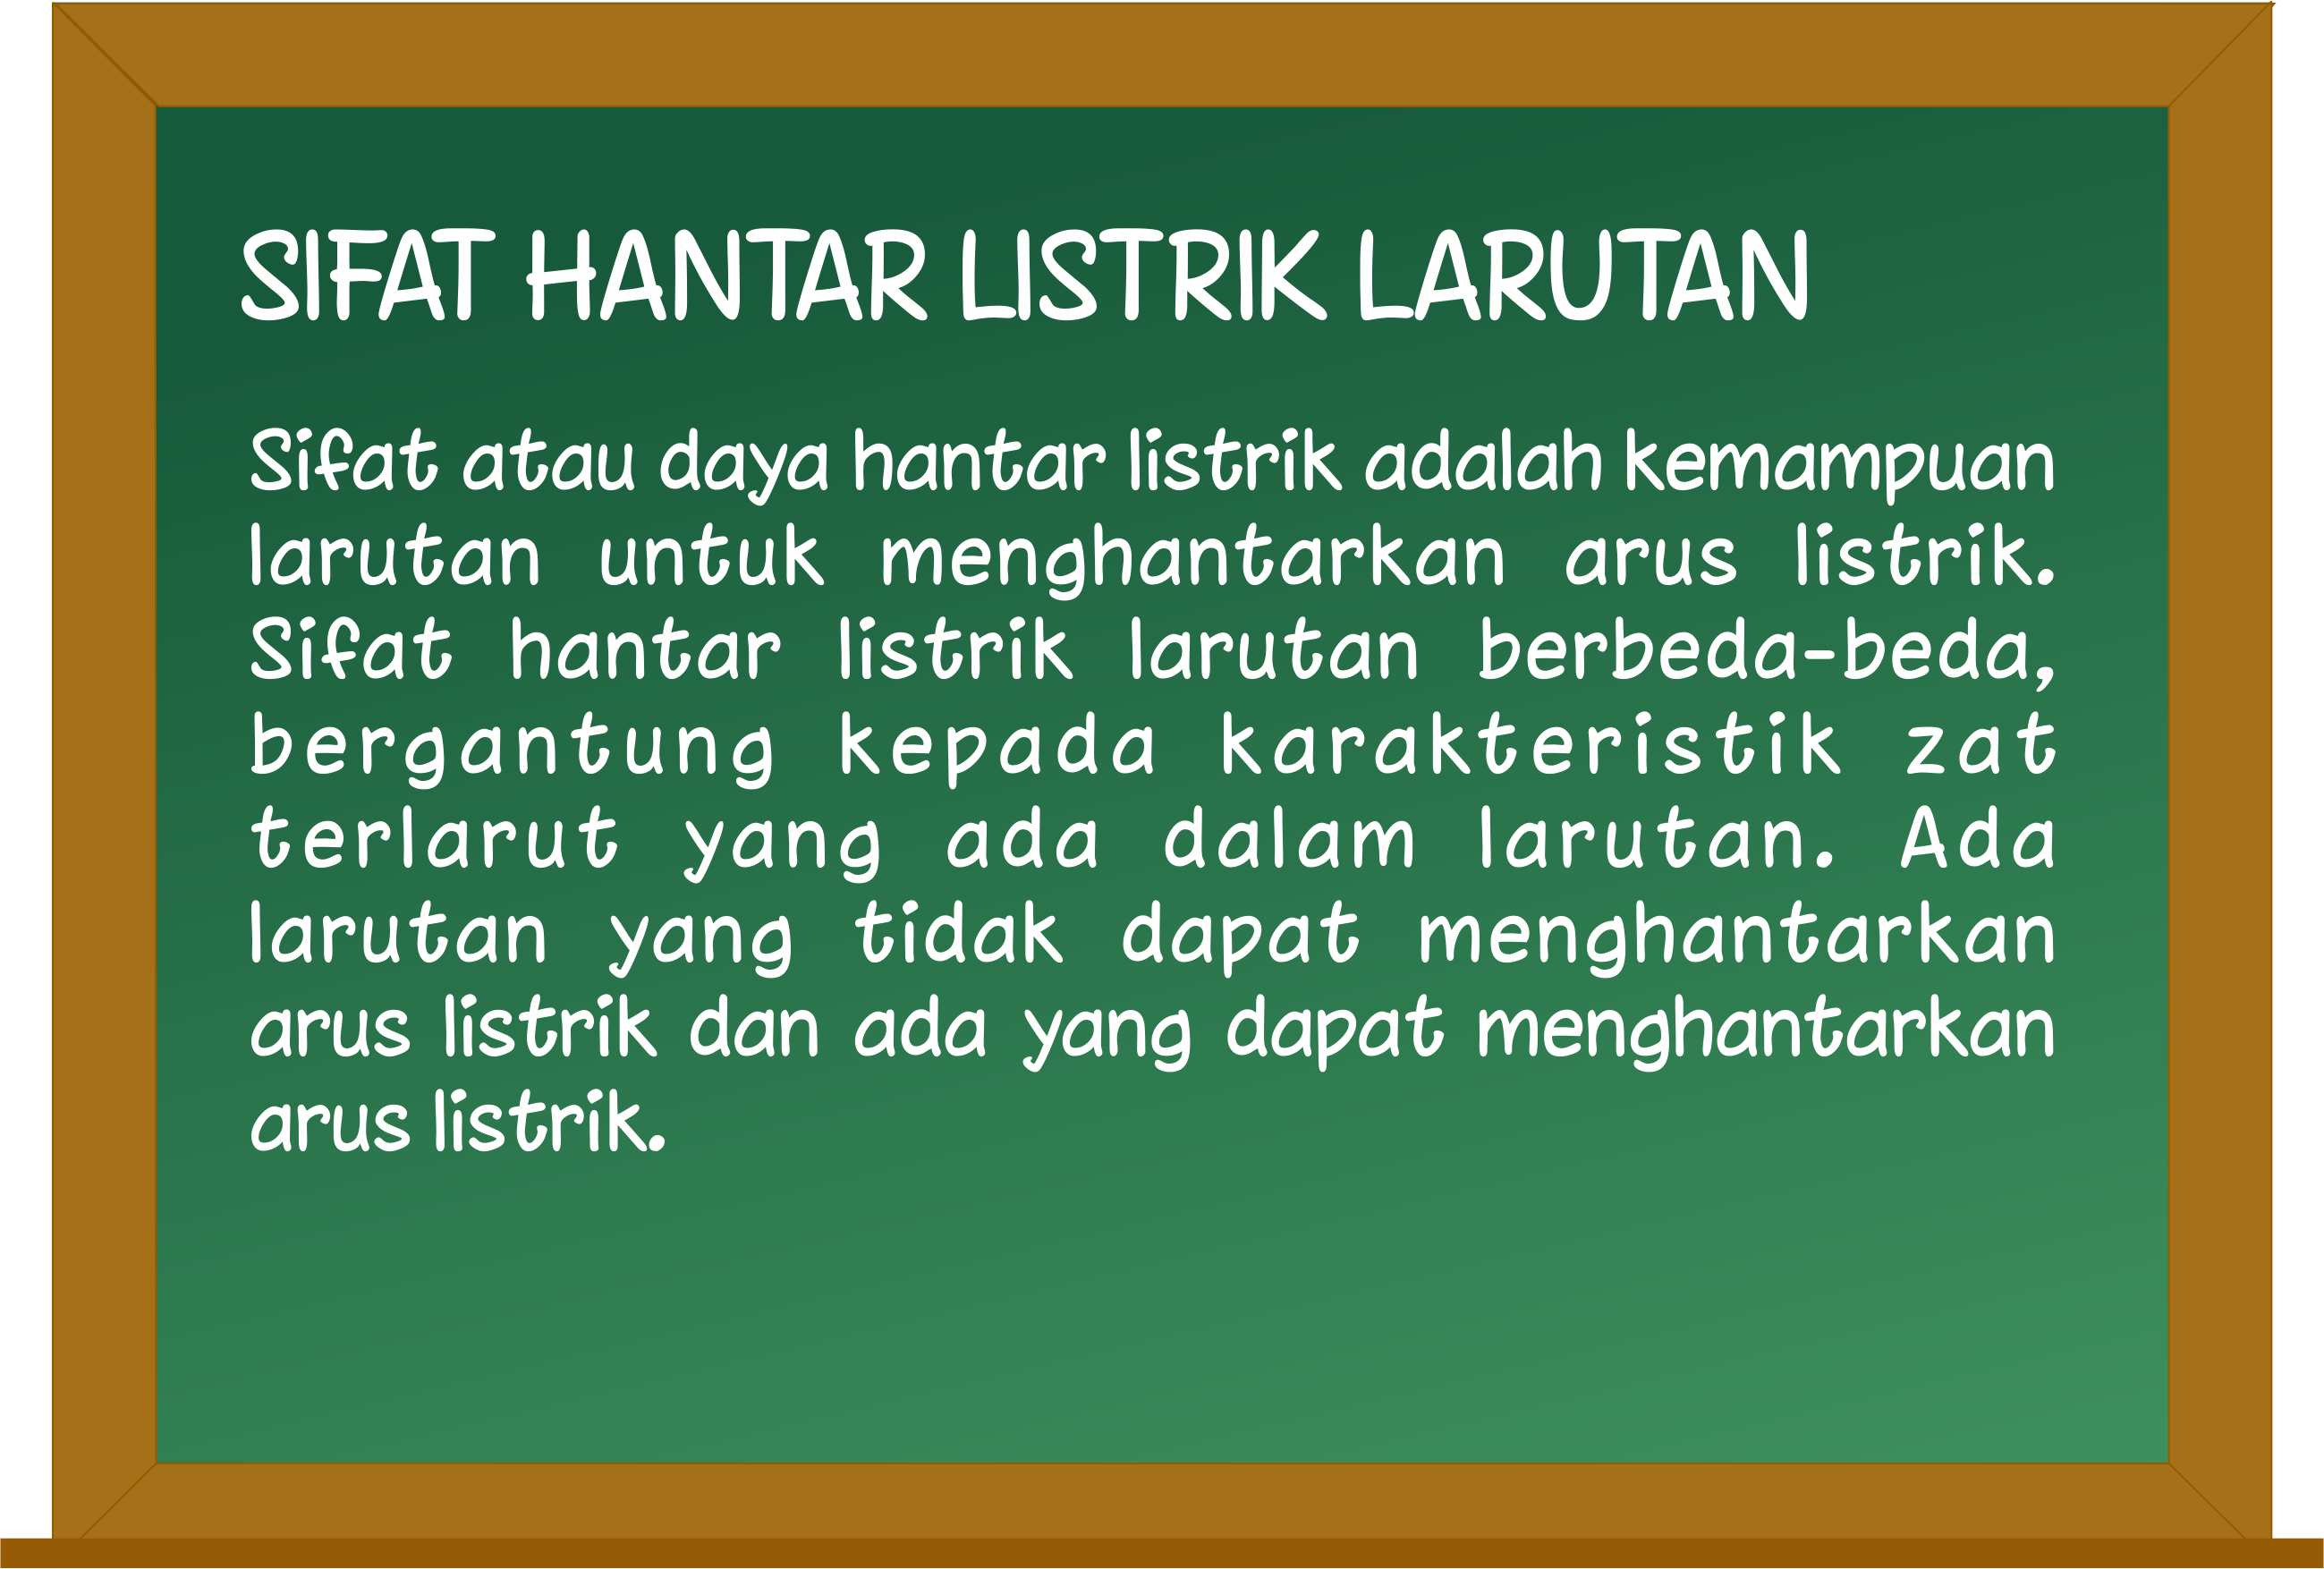 SIFAT HANTAR LISTRIK LARUTAN
Sifat atau daya hantar listrik adalah kemampuan
larutan untuk menghantarkan arus listrik.
Sifat hantar listrik larutan berbeda-beda,
bergantung kepada karakteristik zat
terlarut yang ada dalam larutan. Ada
larutan yang tidak dapat menghantarkan
arus listrik dan ada yang dapat menghantarkan
arus listrik.